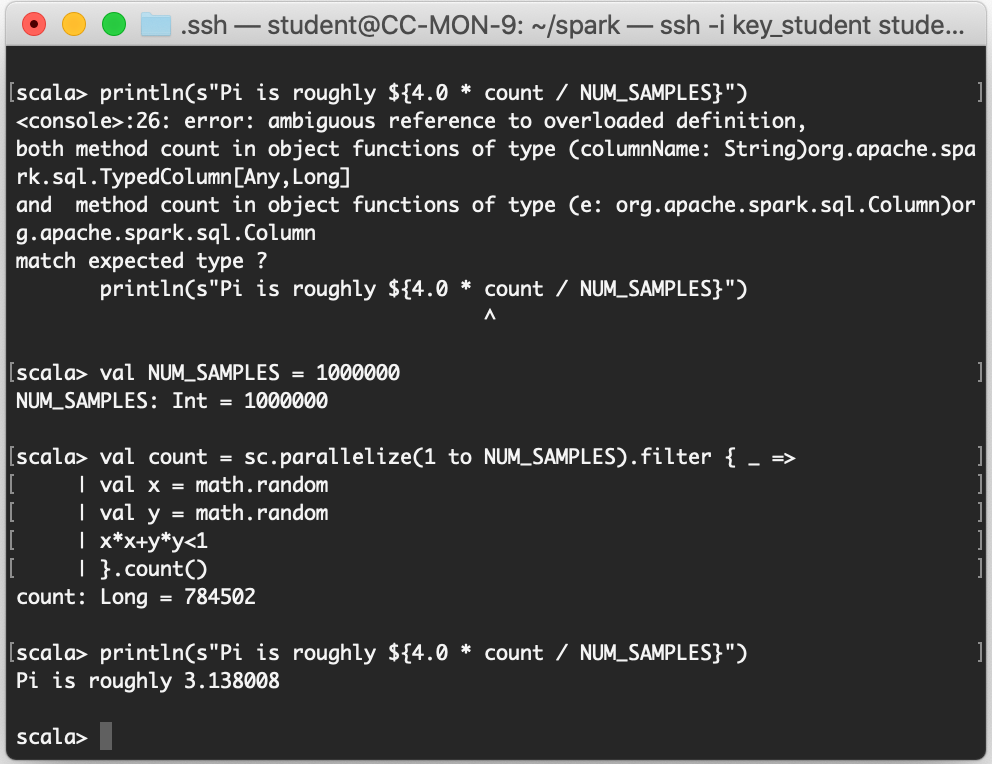 .ssh — student@CC-MON-9: ~/spark — ssh -i key_student stude...
[scala> println(s"Pi is roughly ${4.0 * count / NUM_SAMPLES}") ]
<console>:26: error: ambiguous reference to overloaded definition,
both method count in object functions of type (columnName: String)org.apache.spa
rk.sql.TypedColumn[Any,Long]
and  method count in object functions of type (e: org.apache.spark.sql.Column)or
g.apache.spark.sql.Column
match expected type ?
       println(s"Pi is roughly ${4.0 * count / NUM_SAMPLES}")
                                       ^
[scala> val NUM_SAMPLES = 1000000 ]
NUM_SAMPLES: Int = 1000000
[scala> val count = sc.parallelize(1 to NUM_SAMPLES).filter { _ => ]
[     | val x = math.random ]
[     | val y = math.random ]
[     | x*x+y*y<1 ]
[     | }.count() ]
count: Long = 784502
[scala> println(s"Pi is roughly ${4.0 * count / NUM_SAMPLES}") ]
Pi is roughly 3.138008
scala>